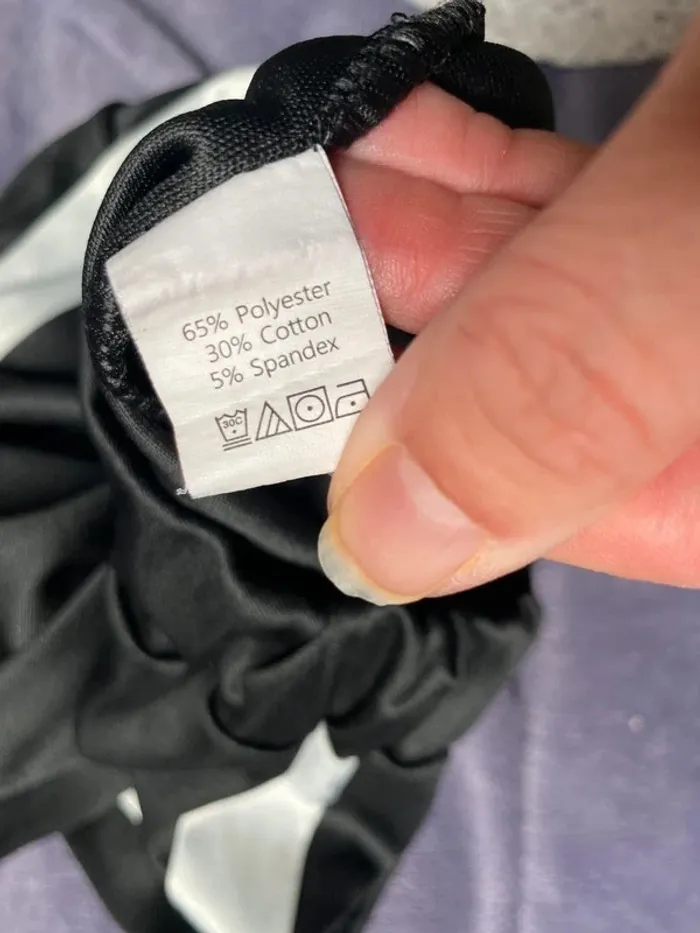 65% Polyester
30% Cotton
5% Spandex
30C